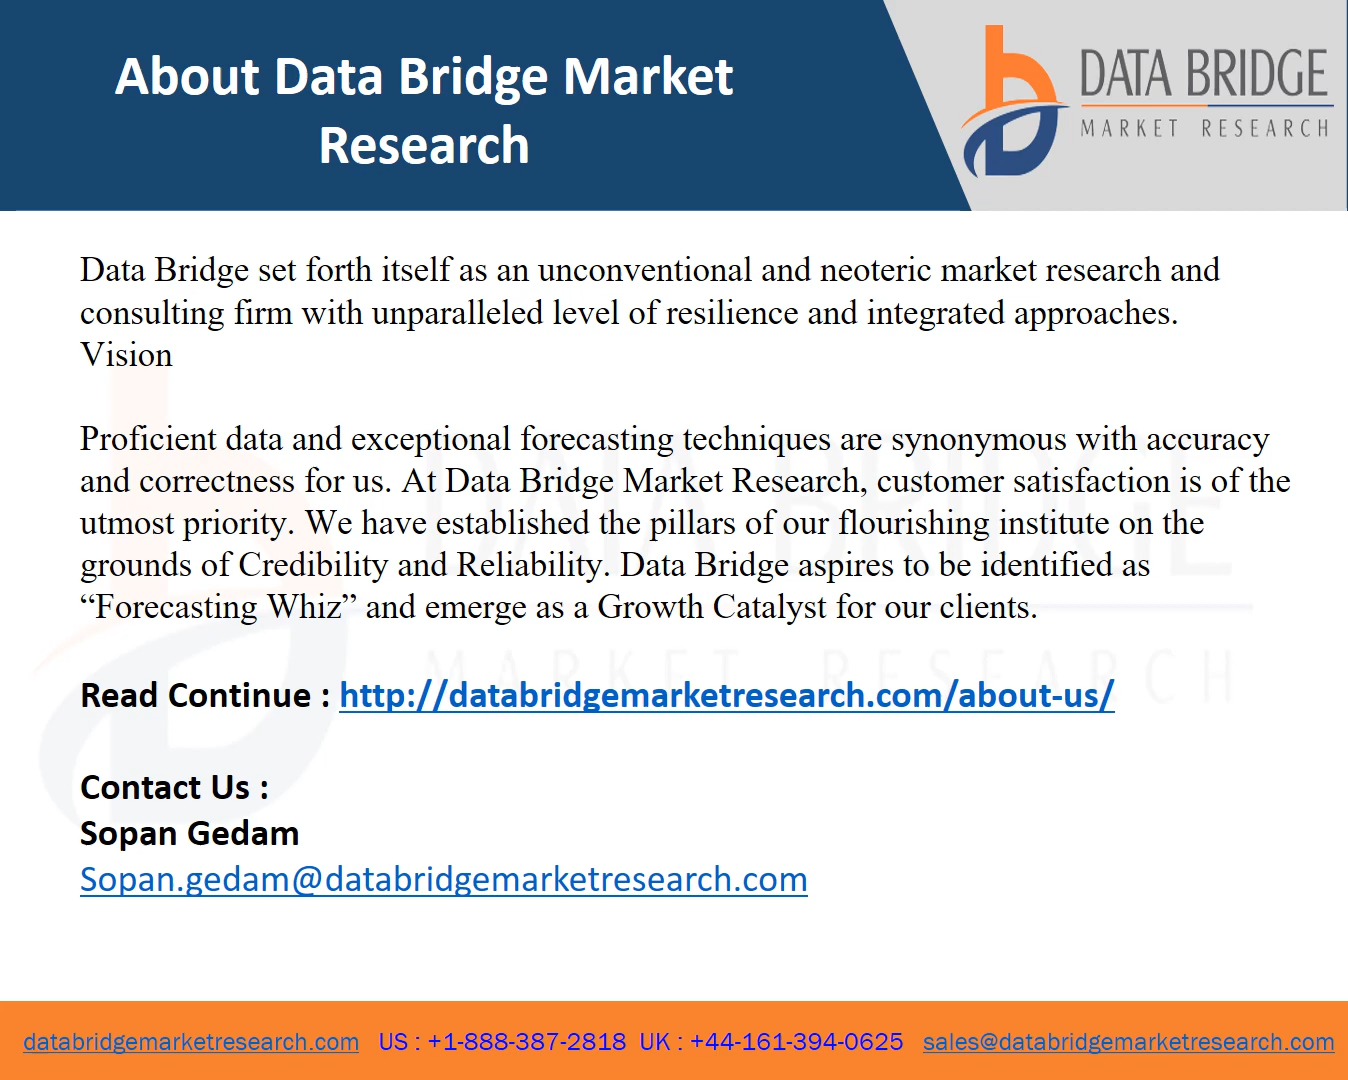 About Data Bridge Market
Research
DATA BRIDGE
MARKET RESEARCH
Data Bridge set forth itself as an unconventional and neoteric market research and
consulting firm with unparalleled level of resilience and integrated approaches.
Vision
Proficient data and exceptional forecasting techniques are synonymous with accuracy
and correctness for us. At Data Bridge Market Research, customer satisfaction is of the
utmost priority. We have established the pillars of our flourishing institute on the
grounds of Credibility and Reliability. Data Bridge aspires to be identified as
“Forecasting Whiz” and emerge as a Growth Catalyst for our clients.
DATA BRIDGE
MARKET RESEARCH
Read Continue : http://databridgemarketresearch.com/about-us/
Contact Us :
Sopan Gedam
Sopan.gedam@databridgemarketresearch.com
databridgemarketresearch.com US : +1-888-387-2818 UK : +44-161-394-0625 sales@databridgemarketresearch.com